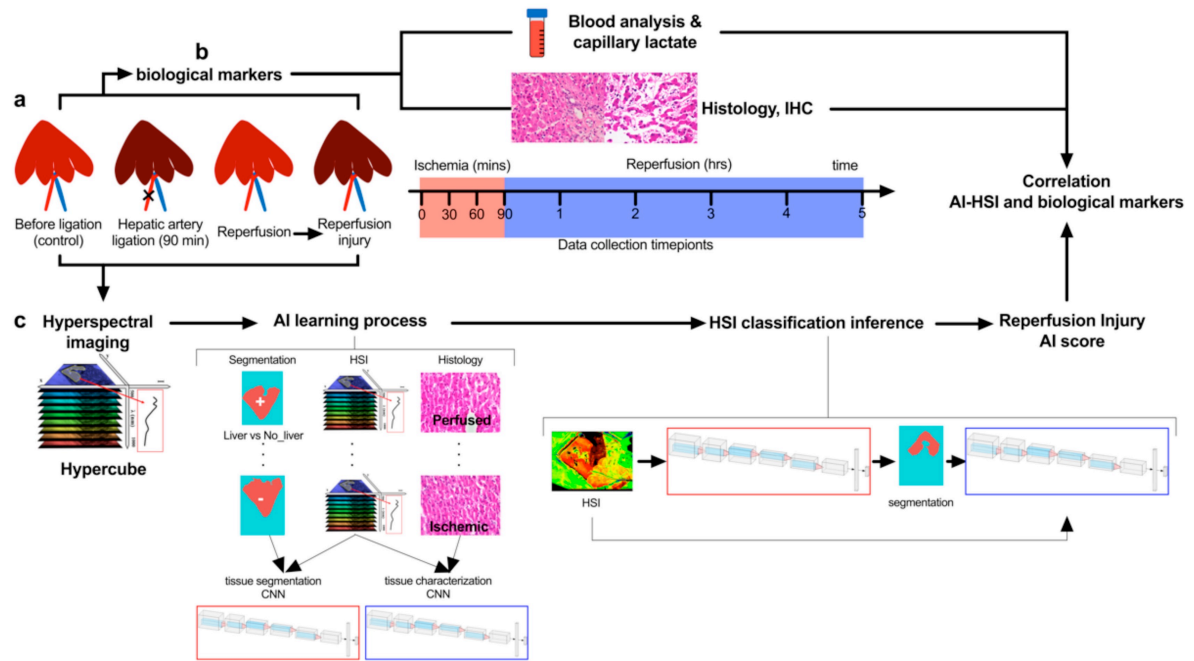 b
biological markers
Blood analysis &
capillary lactate
Histology, IHC
a
Before ligation
(control)
Hepatic artery
ligation (90 min)
Reperfusion
Reperfusion
injury
Ischemia (mins)
Reperfusion (hrs)
time
0 30 60 90 1 2 3 4 5
Data collection timepionts
Correlation
AI-HSI and biological markers
c
Hyperspectral
imaging
Hypercube
AI learning process
HSI classification inference
Reperfusion Injury
AI score
Segmentation
HSI
Histology
+
Liver vs No_liver
Perfused
-
Ischemic
tissue segmentation
CNN
tissue characterization
CNN
HSI
segmentation